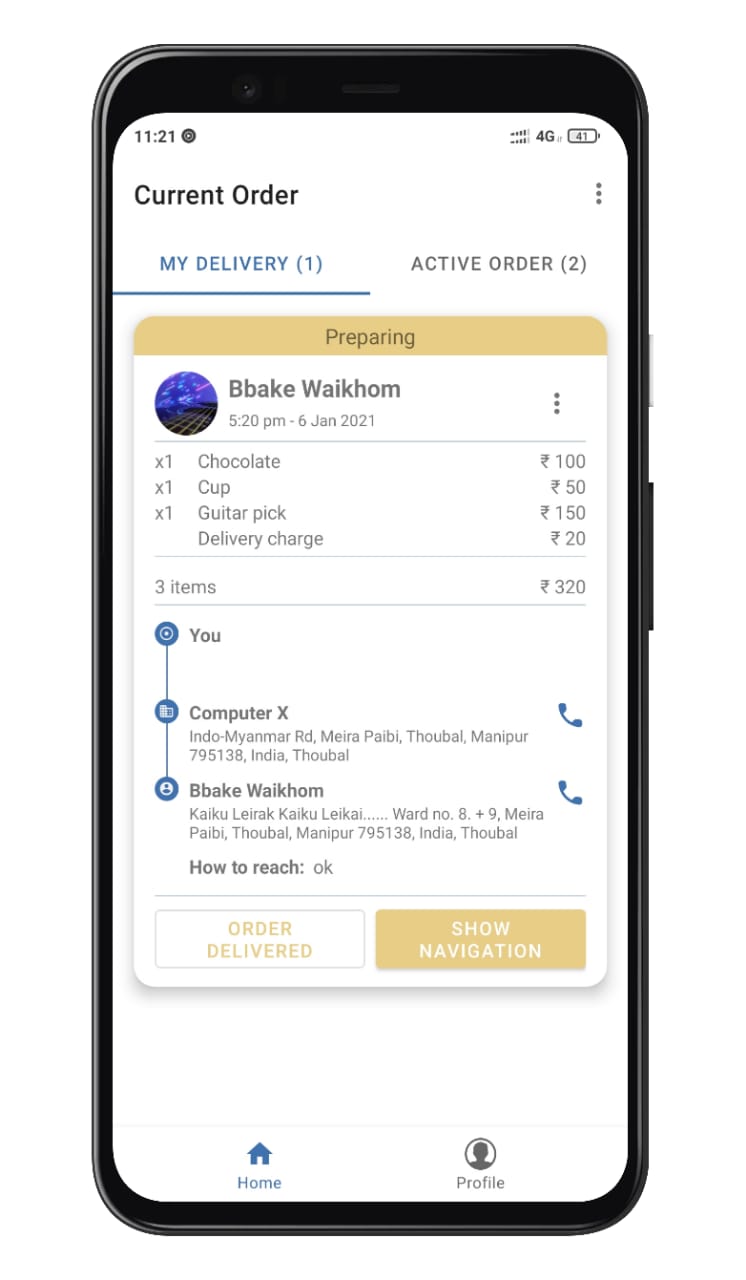 11:21 4G 41
Current Order
MY DELIVERY (1) ACTIVE ORDER (2)
Preparing
Bbake Waikhom
5:20 pm - 6 Jan 2021
x1 Chocolate ₹ 100
x1 Cup ₹ 50
x1 Guitar pick ₹ 150
Delivery charge ₹ 20
3 items ₹ 320
You
Computer X
Indo-Myanmar Rd, Meira Paibi, Thoubal, Manipur
795138, India, Thoubal
Bbake Waikhom
Kaiku Leirak Kaiku Leikai...... Ward no. 8. + 9, Meira
Paibi, Thoubal, Manipur 795138, India, Thoubal
How to reach: ok
ORDER
DELIVERED
SHOW
NAVIGATION
Home Profile